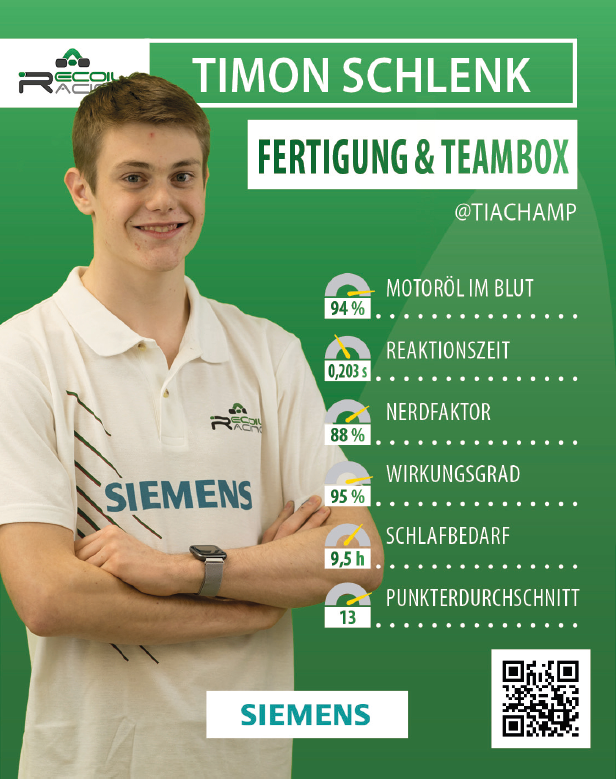 RECOIL
RACING
TIMON SCHLENK
FERTIGUNG & TEAMBOX
@TIACHAMP
94 % MOTORÖL IM BLUT
0,203 s REAKTIONSZEIT
88 % NERDFAKTOR
95 % WIRKUNGSGRAD
9,5 h SCHLAFBEDARF
13 PUNKTERDURCHSCHNITT
RECOIL
RACING
SIEMENS
SIEMENS